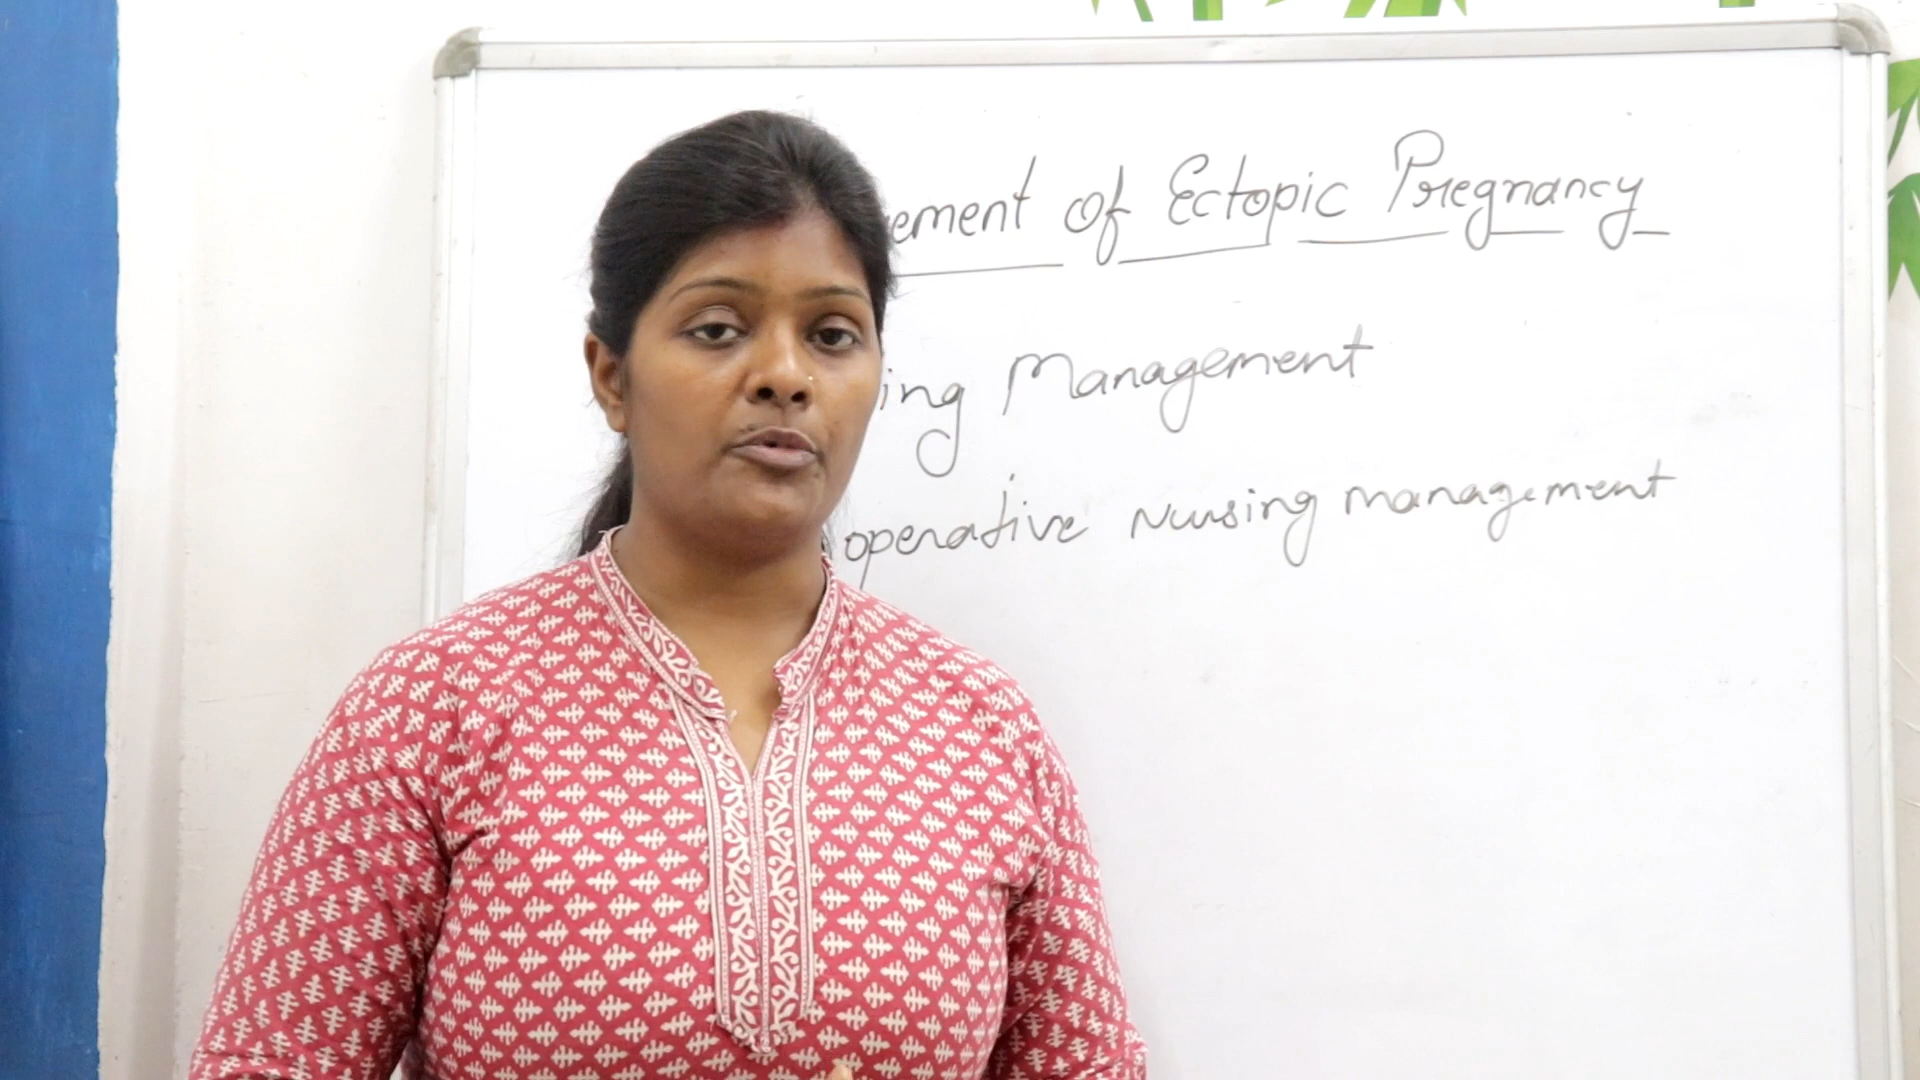 ement of Ectopic Pregnancy
ing Management
operative Nursing management